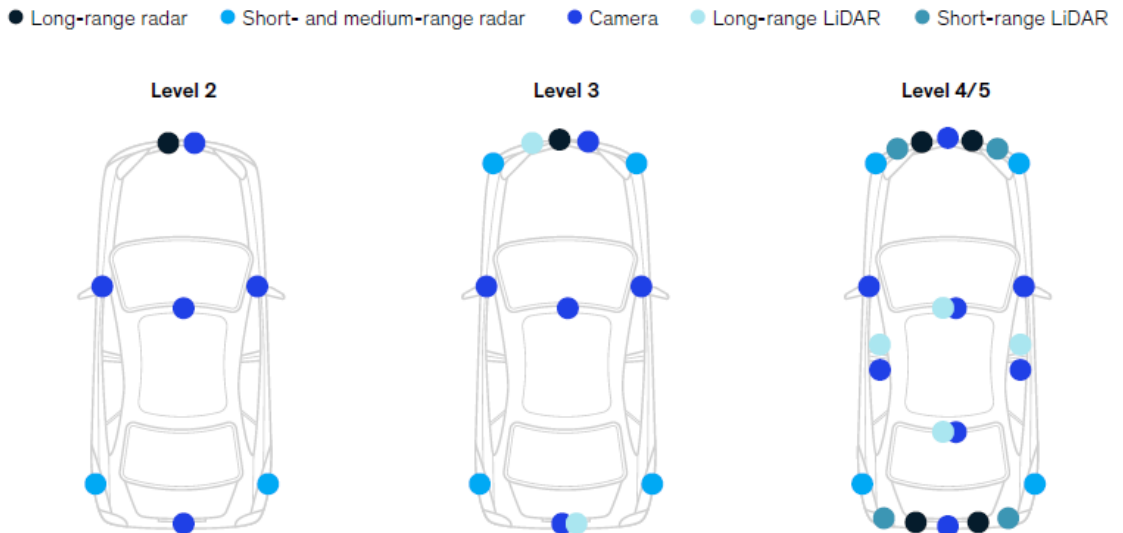 Long-range radar Short- and medium-range radar Camera Long-range LiDAR Short-range LiDAR
Level 2 Level 3 Level 4/5